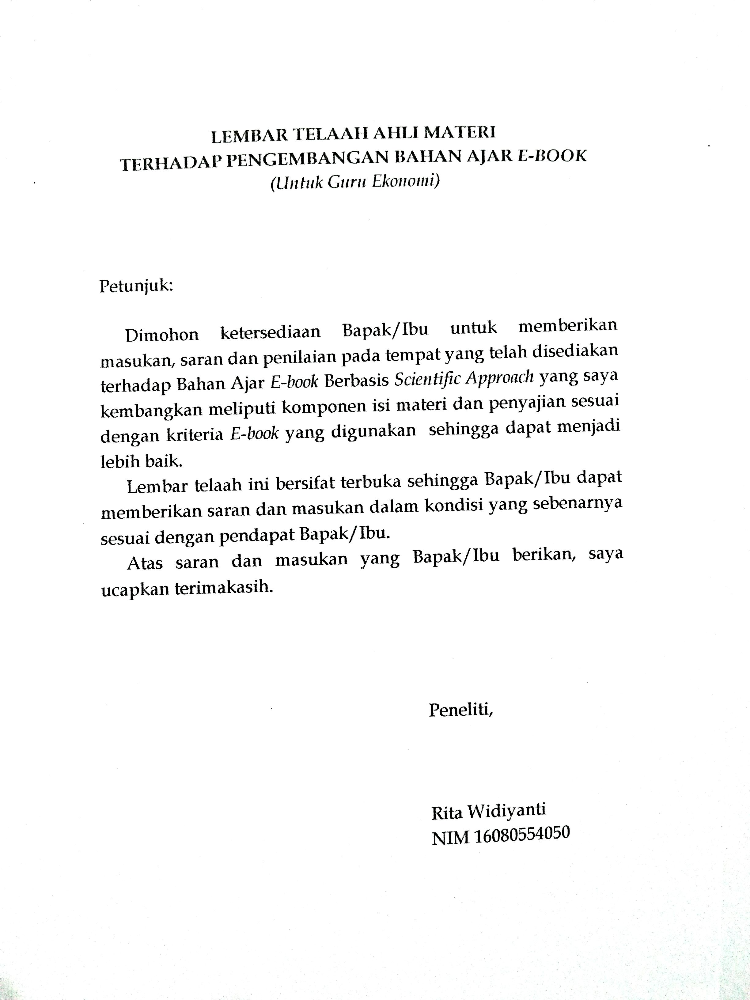 LEMBAR TELAAH AHLI MATERI
TERHADAP PENGEMBANGAN BAHAN AJAR E-BOOK
(Untuk Guru Ekonomi)
Petunjuk:
Dimohon ketersediaan Bapak/Ibu untuk memberikan
masukan, saran dan penilaian pada tempat yang telah disediakan
terhadap Bahan Ajar E-book Berbasis Scientific Approach yang saya
kembangkan meliputi komponen isi materi dan penyajian sesuai
dengan kriteria E-book yang digunakan sehingga dapat menjadi
lebih baik.
Lembar telaah ini bersifat terbuka sehingga Bapak/Ibu dapat
memberikan saran dan masukan dalam kondisi yang sebenarnya
sesuai dengan pendapat Bapak/Ibu.
Atas saran dan masukan yang Bapak/Ibu berikan, saya
ucapkan terimakasih.
Peneliti,
Rita Widiyanti
NIM 16080554050